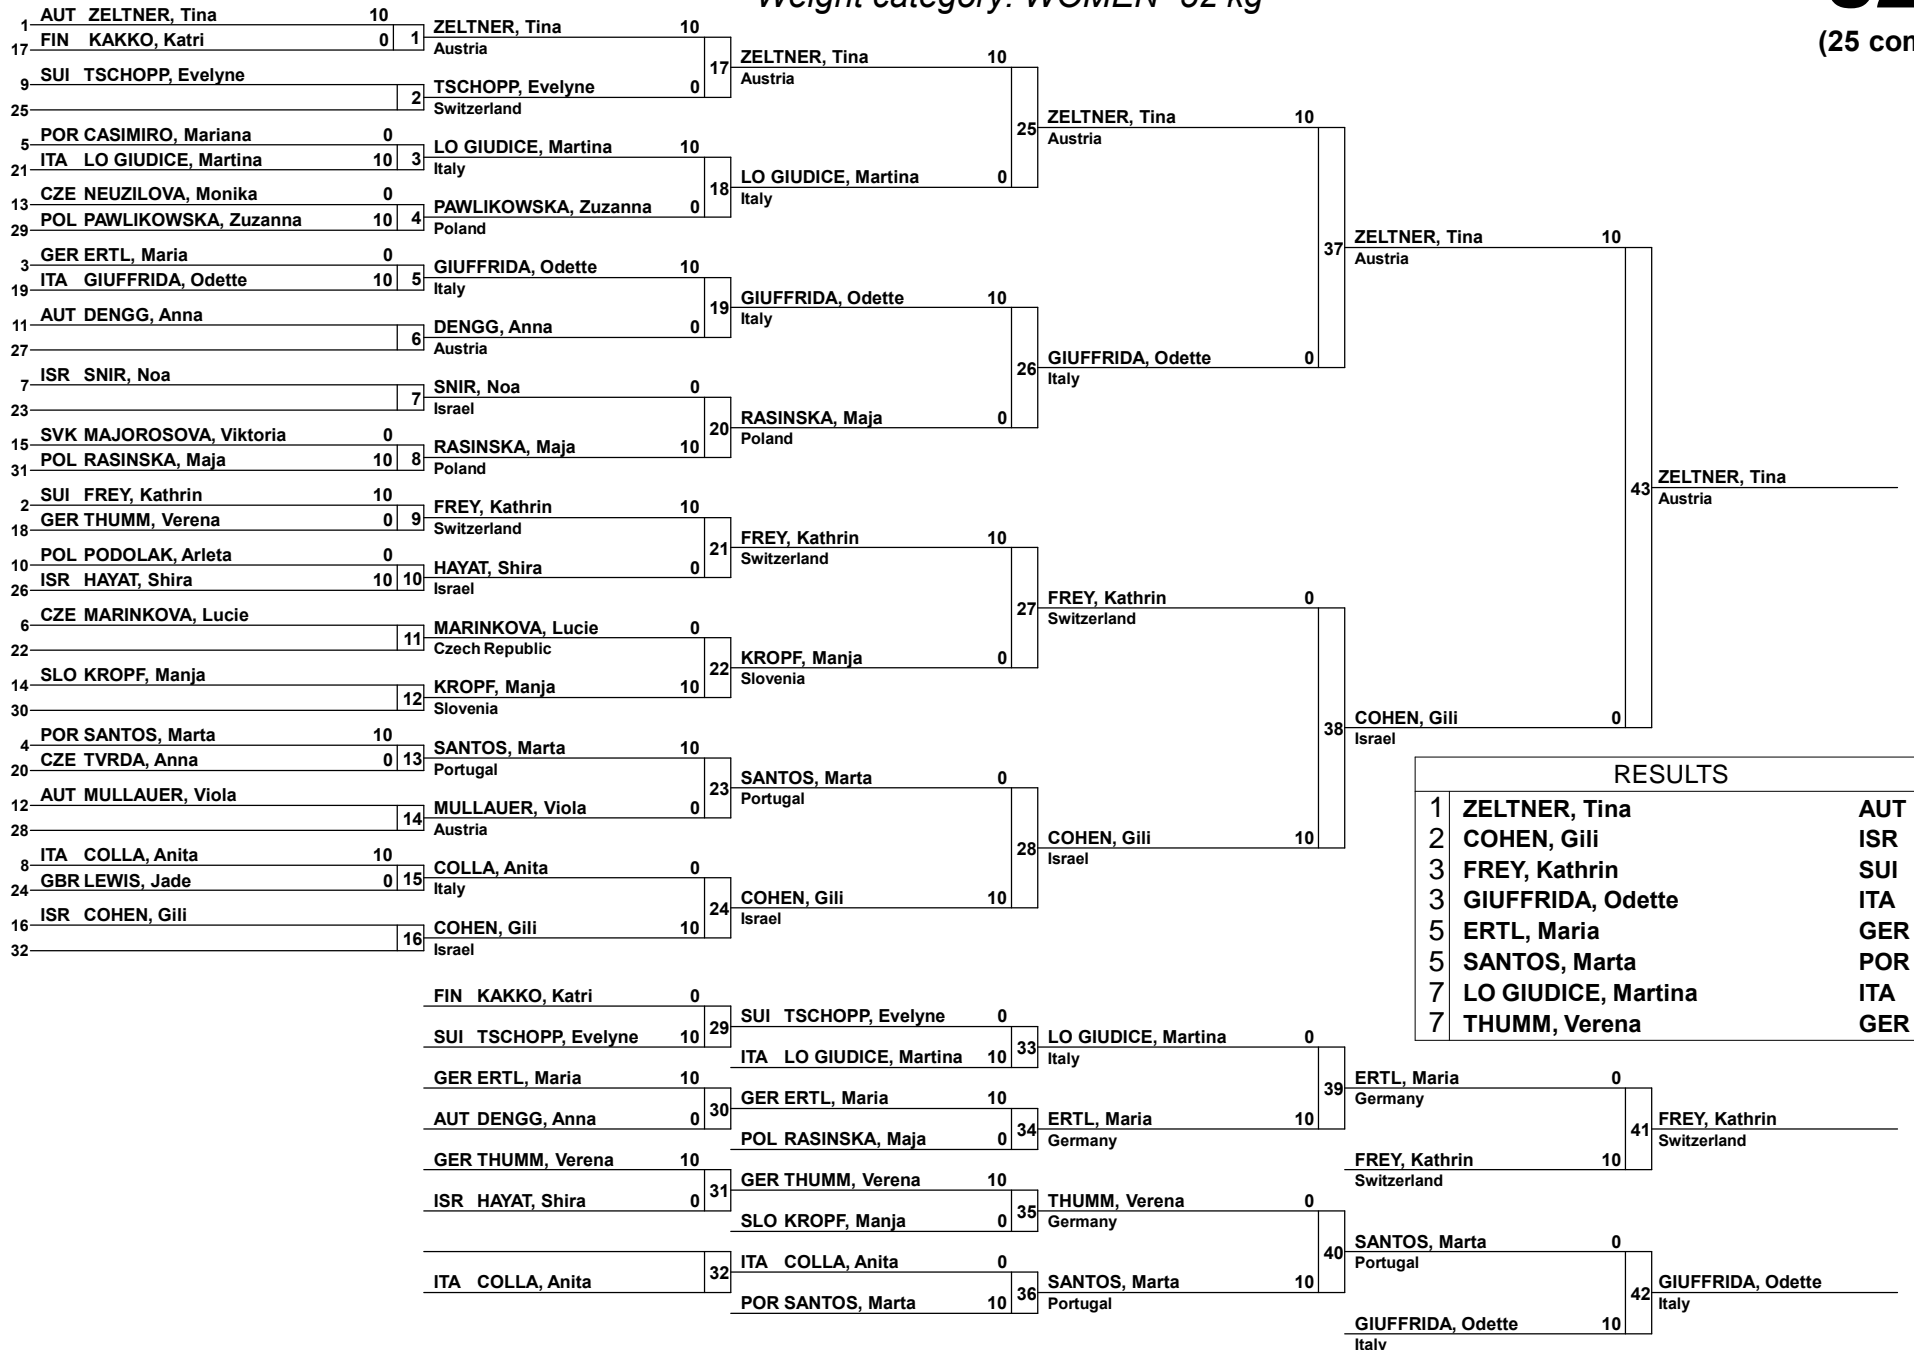 Weight category: WOMEN -52 kg
(25 com
1 AUT ZELTNER, Tina 10
17 FIN KAKKO, Katri 0 1
9 SUI TSCHOPP, Evelyne
25 2
5 POR CASIMIRO, Mariana 0
21 ITA LO GIUDICE, Martina 10 3
13 CZE NEUZILOVA, Monika 0
29 POL PAWLIKOWSKA, Zuzanna 10 4
3 GER ERTL, Maria 0
19 ITA GIUFFRIDA, Odette 10 5
11 AUT DENGG, Anna
27 6
7 ISR SNIR, Noa
23 7
15 SVK MAJOROSOVA, Viktoria 0
31 POL RASINSKA, Maja 10 8
2 SUI FREY, Kathrin 10
18 GER THUMM, Verena 0 9
10 POL PODOLAK, Arleta 0
26 ISR HAYAT, Shira 10 10
6 CZE MARINKOVA, Lucie
22 11
14 SLO KROPF, Manja
30 12
4 POR SANTOS, Marta 10
20 CZE TVRDA, Anna 0 13
12 AUT MULLAUER, Viola
28 14
8 ITA COLLA, Anita 10
24 GBR LEWIS, Jade 0 15
16 ISR COHEN, Gili
32 16
ZELTNER, Tina 10
Austria
17
TSCHOPP, Evelyne 0
Switzerland
LO GIUDICE, Martina 10
Italy
18
PAWLIKOWSKA, Zuzanna 0
Poland
GIUFFRIDA, Odette 10
Italy
19
DENGG, Anna 0
Austria
SNIR, Noa 0
Israel
20
RASINSKA, Maja 10
Poland
FREY, Kathrin 10
Switzerland
21
HAYAT, Shira 0
Israel
MARINKOVA, Lucie 0
Czech Republic
22
KROPF, Manja 10
Slovenia
SANTOS, Marta 10
Portugal
23
MULLAUER, Viola 0
Austria
COLLA, Anita 0
Italy
24
COHEN, Gili 10
Israel
ZELTNER, Tina 10
Austria
25
LO GIUDICE, Martina 0
Italy
GIUFFRIDA, Odette 10
Italy
26
RASINSKA, Maja 0
Poland
FREY, Kathrin 10
Switzerland
27
KROPF, Manja 0
Slovenia
SANTOS, Marta 0
Portugal
28
COHEN, Gili 10
Israel
ZELTNER, Tina 10
Austria
37
GIUFFRIDA, Odette 0
Italy
FREY, Kathrin 0
Switzerland
38
COHEN, Gili 10
Israel
ZELTNER, Tina 10
Austria
43
COHEN, Gili 0
Israel
ZELTNER, Tina
Austria
RESULTS
1 ZELTNER, Tina AUT
2 COHEN, Gili ISR
3 FREY, Kathrin SUI
3 GIUFFRIDA, Odette ITA
5 ERTL, Maria GER
5 SANTOS, Marta POR
7 LO GIUDICE, Martina ITA
7 THUMM, Verena GER
FIN KAKKO, Katri 0
29
SUI TSCHOPP, Evelyne 10
GER ERTL, Maria 10
30
AUT DENGG, Anna 0
GER THUMM, Verena 10
31
ISR HAYAT, Shira 0
32
ITA COLLA, Anita
SUI TSCHOPP, Evelyne 0
33
ITA LO GIUDICE, Martina 10
GER ERTL, Maria 10
34
POL RASINSKA, Maja 0
GER THUMM, Verena 10
35
SLO KROPF, Manja 0
ITA COLLA, Anita 0
36
POR SANTOS, Marta 10
LO GIUDICE, Martina 0
Italy
39
ERTL, Maria 10
Germany
THUMM, Verena 0
Germany
40
SANTOS, Marta 10
Portugal
ERTL, Maria 0
Germany
41
FREY, Kathrin 10
Switzerland
SANTOS, Marta 0
Portugal
42
GIUFFRIDA, Odette 10
Italy
FREY, Kathrin
Switzerland
GIUFFRIDA, Odette
Italy